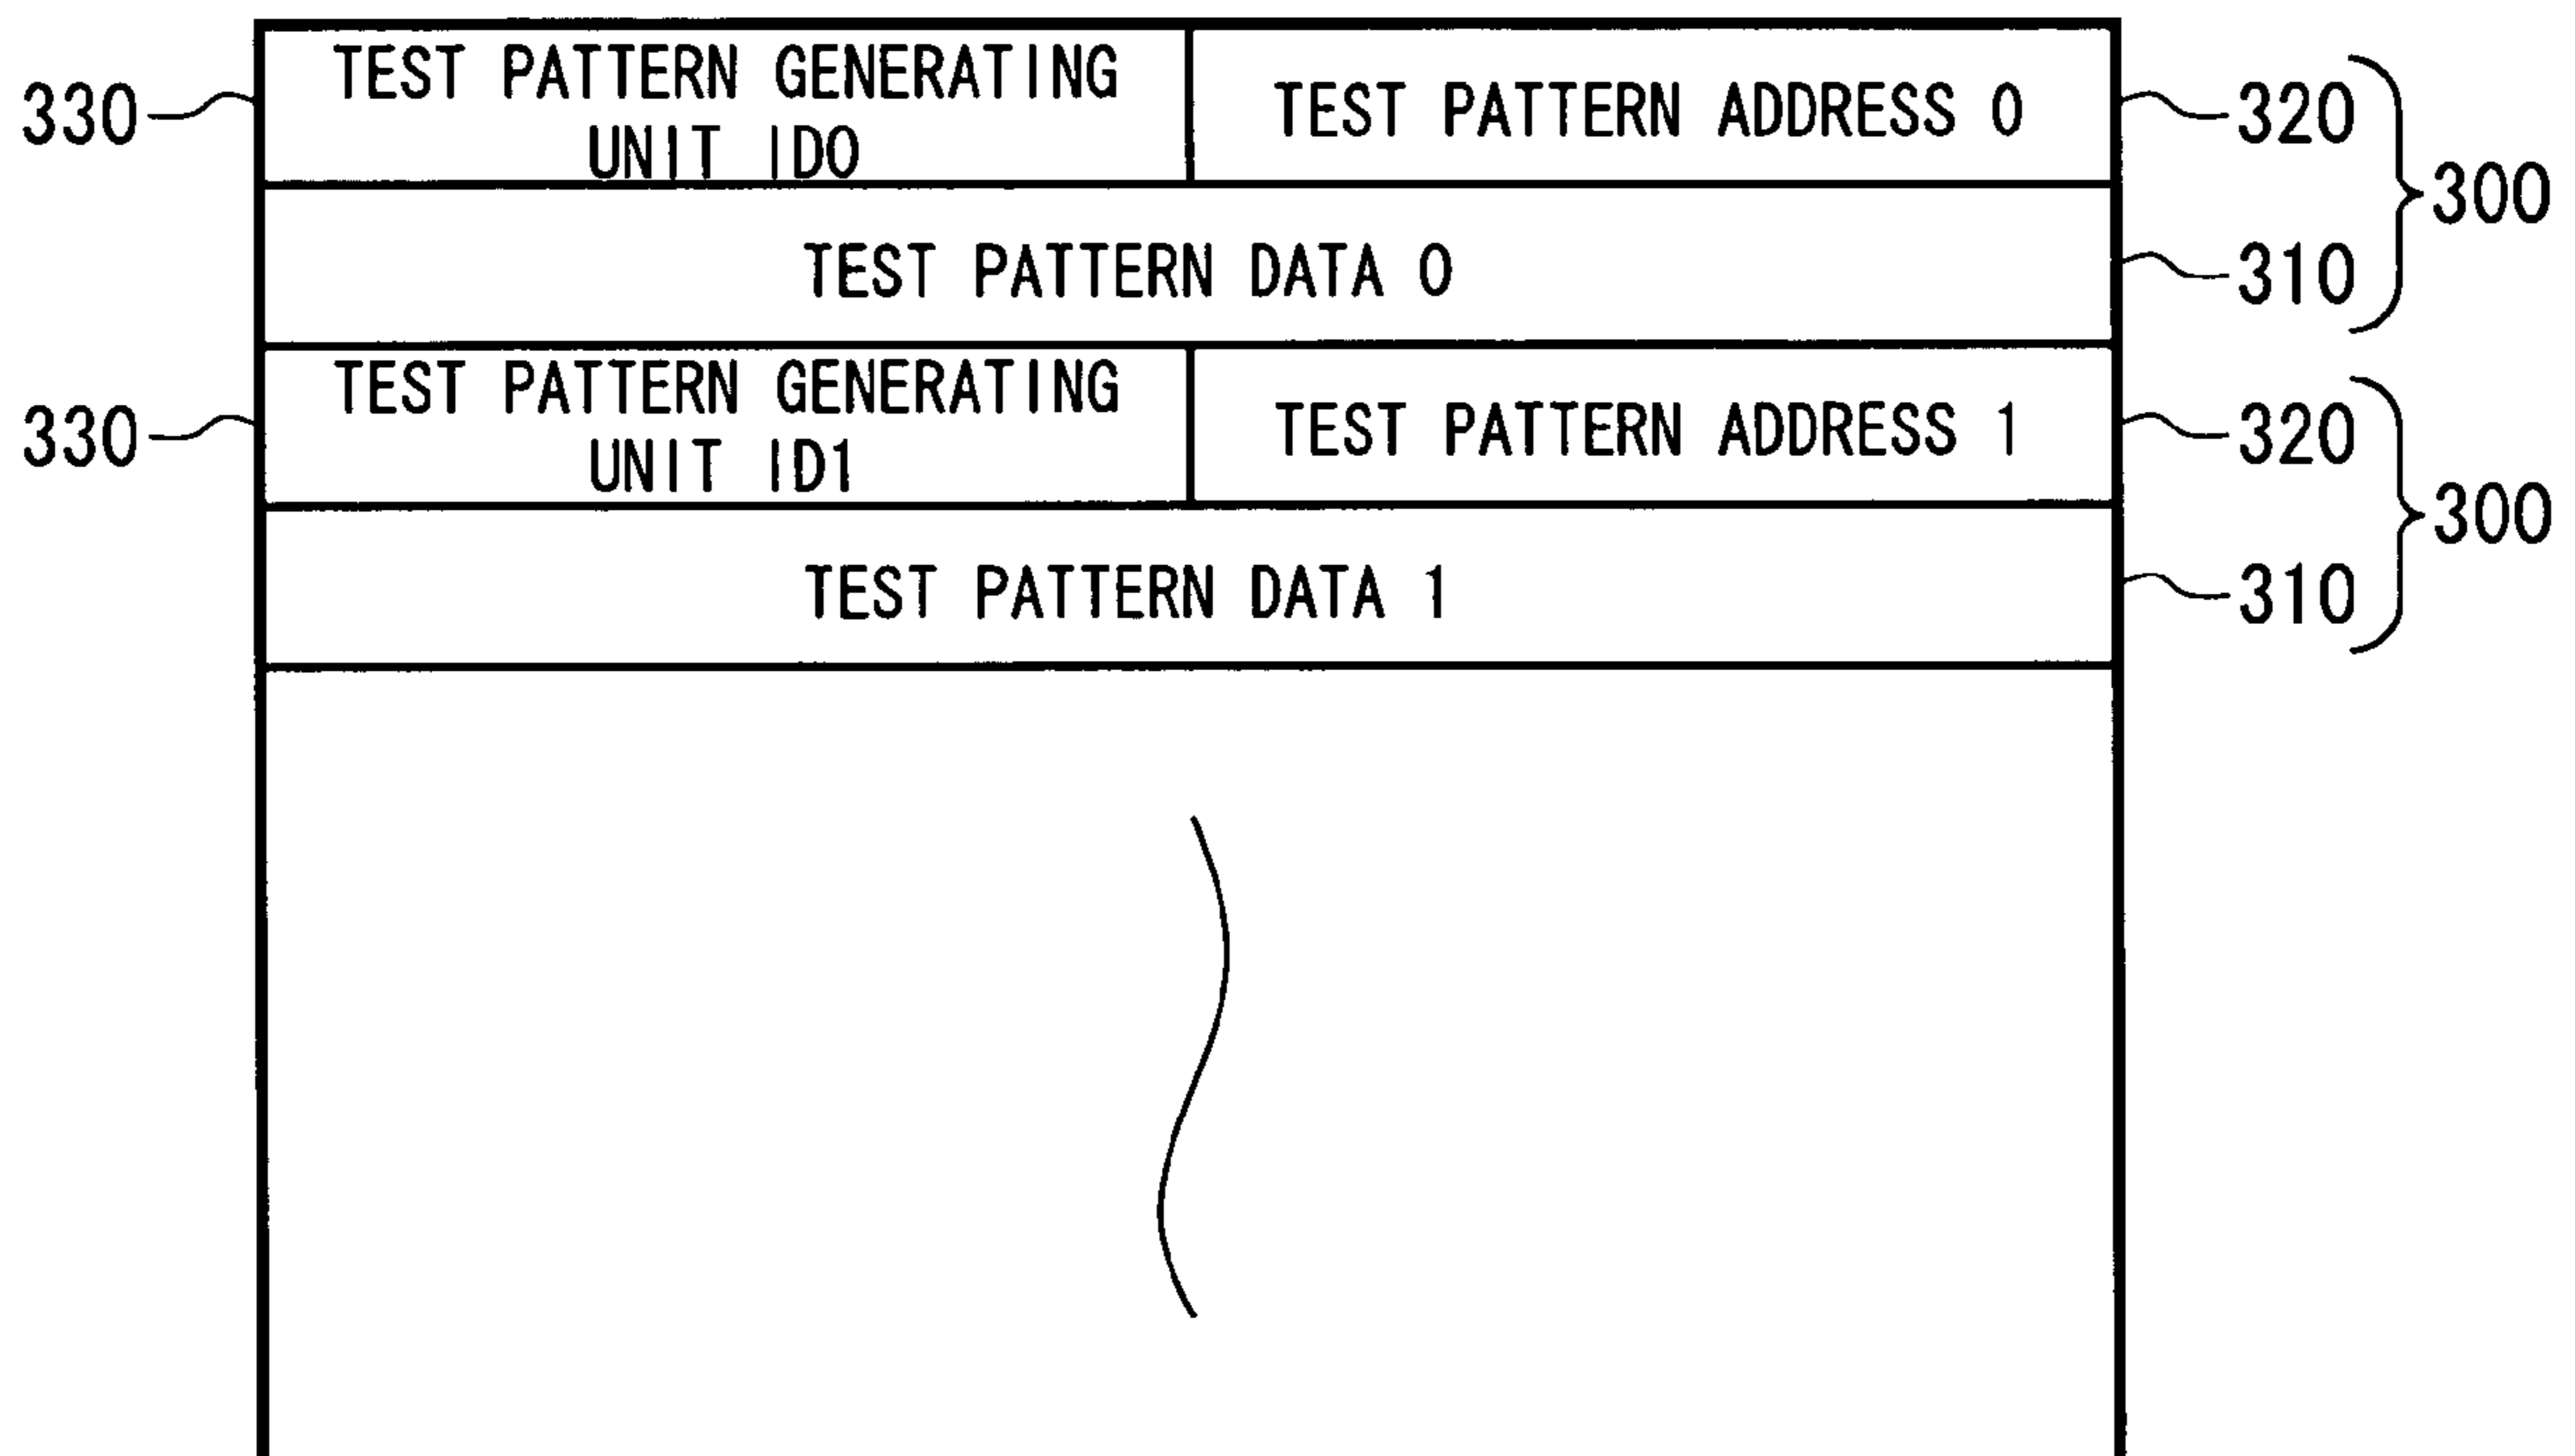 TEST PATTERN GENERATING
UNIT ID0
TEST PATTERN ADDRESS 0
330
320
300
TEST PATTERN DATA 0
310
TEST PATTERN GENERATING
UNIT ID1
TEST PATTERN ADDRESS 1
330
320
300
TEST PATTERN DATA 1
310